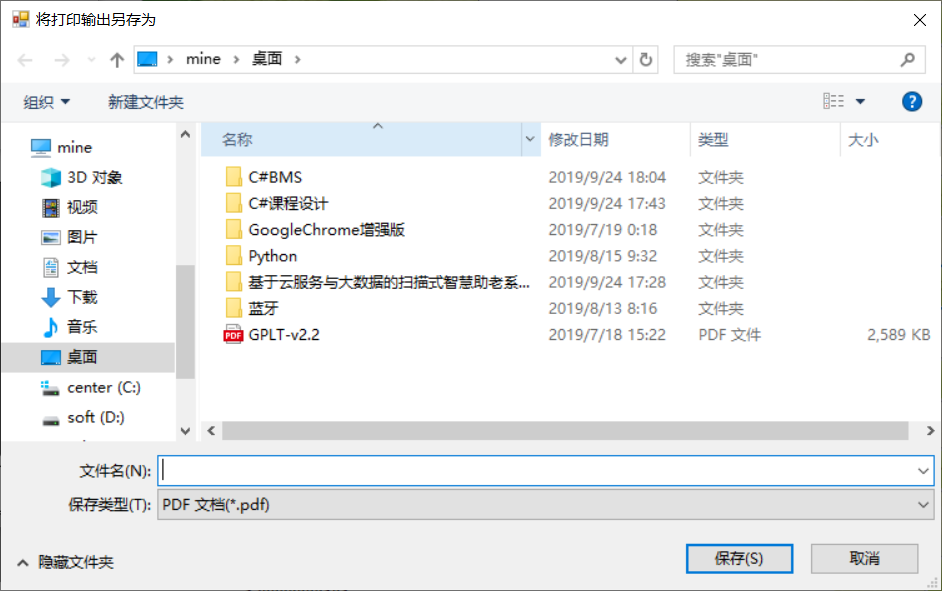 将打印输出另存为
mine 桌面
搜索"桌面"
组织 新建文件夹
名称 修改日期 类型 大小
mine
3D 对象
视频
图片
文档
下载
音乐
桌面
center (C:)
soft (D:)
C#BMS 2019/9/24 18:04 文件夹
C#课程设计 2019/9/24 17:43 文件夹
GoogleChrome增强版 2019/7/19 0:18 文件夹
Python 2019/8/15 9:32 文件夹
基于云服务与大数据的扫描式智慧助老系... 2019/9/24 17:28 文件夹
蓝牙 2019/8/13 8:16 文件夹
PDF GPLT-v2.2 2019/7/18 15:22 PDF 文件 2,589 KB
文件名(N):
保存类型(T): PDF 文档(*.pdf)
隐藏文件夹 保存(S) 取消